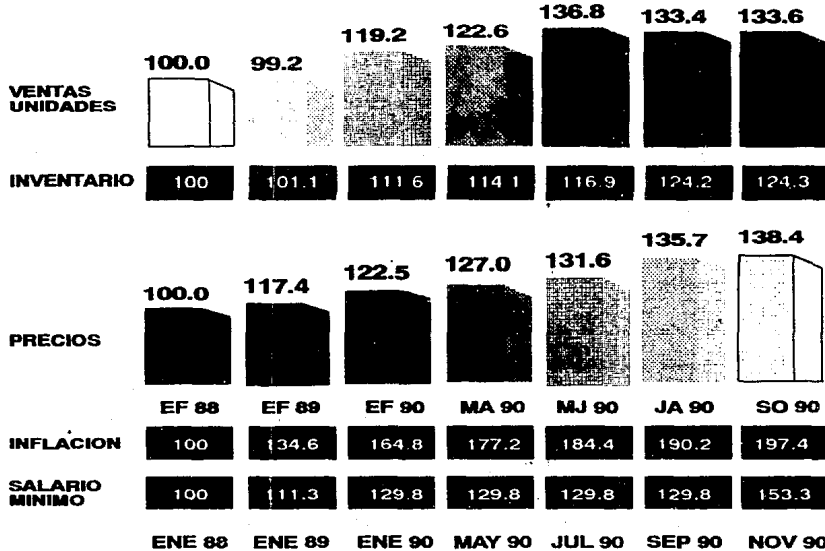 100.0 99.2 119.2 122.6 136.8 133.4 133.6
VENTAS
UNIDADES
INVENTARIO 100 101.1 111.6 114.1 116.9 124.2 124.3
100.0 117.4 122.5 127.0 131.6 135.7 138.4
PRECIOS
EF 88 EF 89 EF 90 MA 90 MJ 90 JA 90 SO 90
INFLACION 100 134.6 164.8 177.2 184.4 190.2 197.4
SALARIO
MINIMO 100 111.3 129.8 129.8 129.8 129.8 153.3
ENE 88 ENE 89 ENE 90 MAY 90 JUL 90 SEP 90 NOV 90